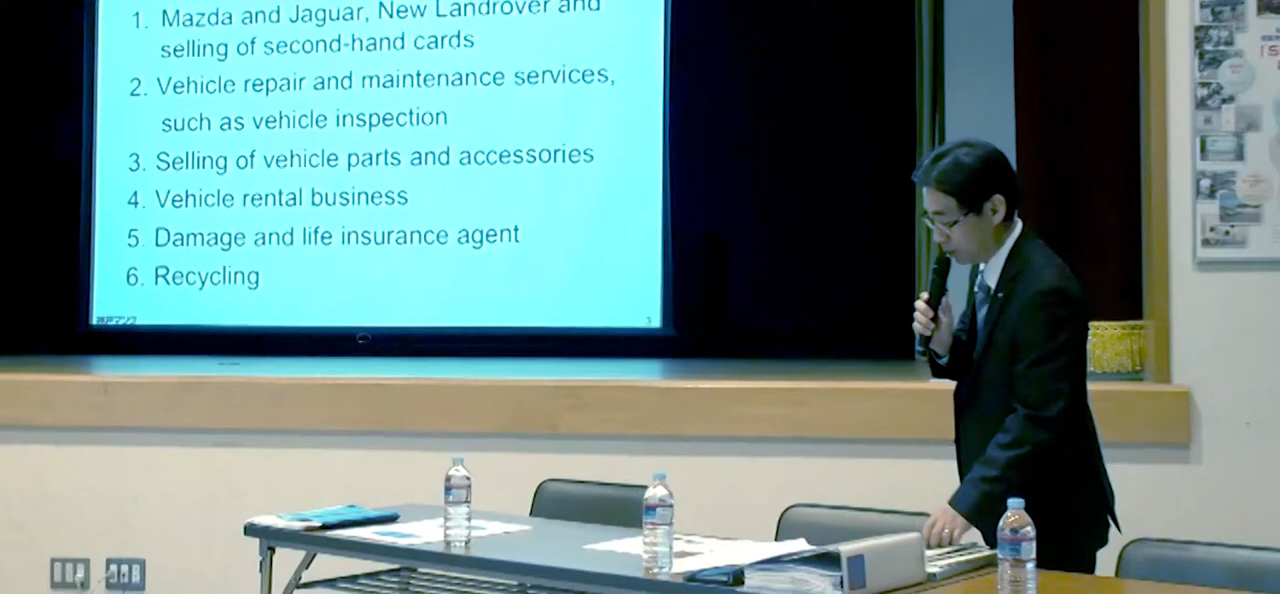 1. Mazda and Jaguar, New Landrover and
selling of second-hand cards
2. Vehicle repair and maintenance services,
such as vehicle inspection
3. Selling of vehicle parts and accessories
4. Vehicle rental business
5. Damage and life insurance agent
6. Recycling
3